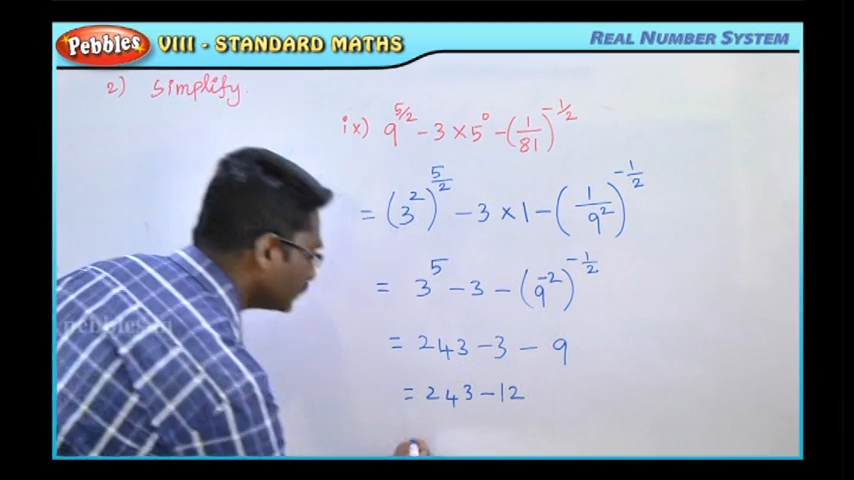 Pebbles VIII - STANDARD MATHS REAL NUMBER SYSTEM
2) Simplify.
ix) 9^{5/2} - 3 × 5^0 - (1/81)^{-1/2}
= (3^2)^{5/2} - 3 × 1 - (1/9^2)^{-1/2}
= 3^5 - 3 - (9^{-2})^{-1/2}
= 243 - 3 - 9
= 243 - 12